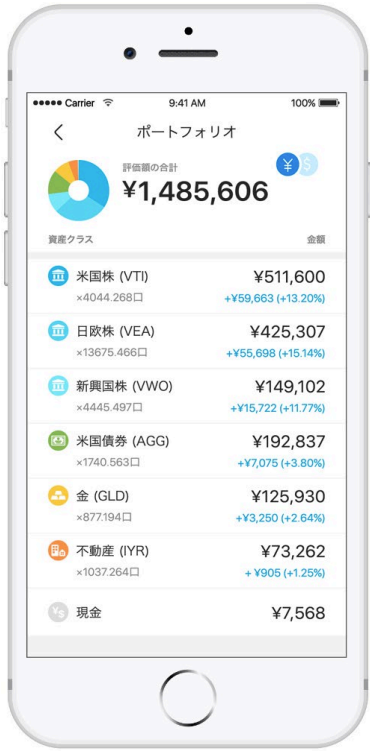 Carrier 9:41 AM 100%
ポートフォリオ
評価額の合計
¥ $
¥1,485,606
資産クラス 金額
米国株 (VTI) ¥511,600
×4044.268口 +¥59,663 (+13.20%)
日欧株 (VEA) ¥425,307
×13675.466口 +¥55,698 (+15.14%)
新興国株 (VWO) ¥149,102
×4445.497口 +¥15,722 (+11.77%)
米国債券 (AGG) ¥192,837
×1740.563口 +¥7,075 (+3.80%)
金 (GLD) ¥125,930
×877.194口 +¥3,250 (+2.64%)
不動産 (IYR) ¥73,262
×1037.264口 + ¥905 (+1.25%)
¥$ 現金 ¥7,568